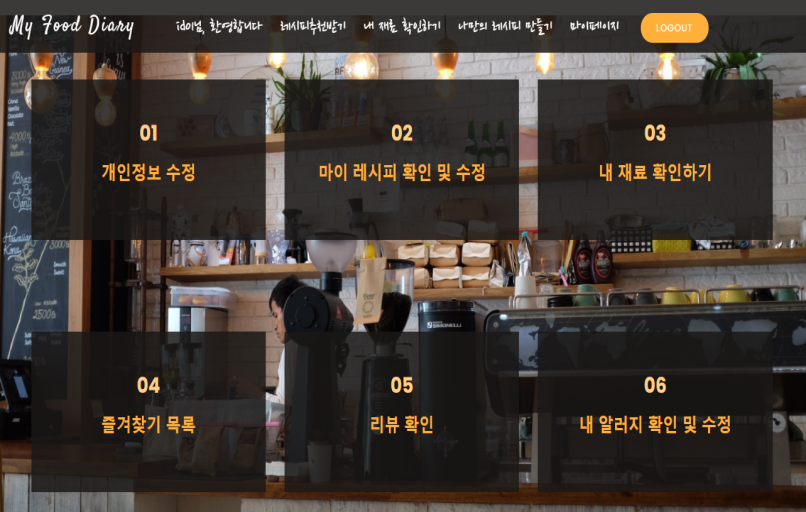 My Food Diary
id01님, 환영합니다
레시피추천받기
내 재료 확인하기
나만의 레시피 만들기
마이페이지
LOGOUT
01
개인정보 수정
02
마이 레시피 확인 및 수정
03
내 재료 확인하기
04
즐겨찾기 목록
05
리뷰 확인
06
내 알러지 확인 및 수정
SIMONELLI